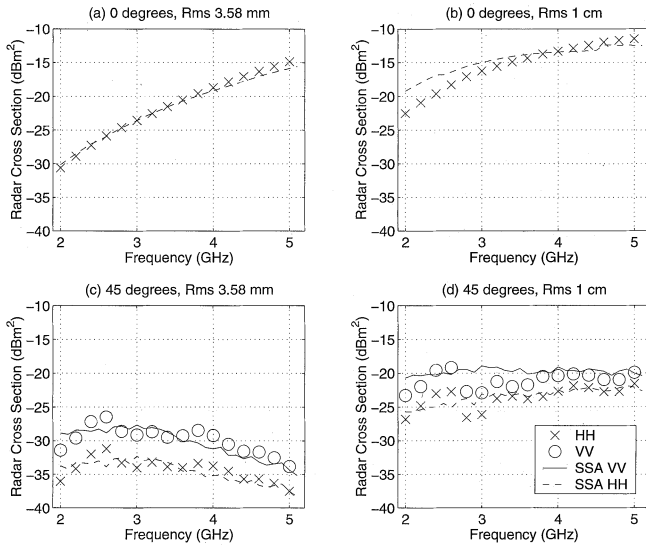 (a) 0 degrees, Rms 3.58 mm
−10
−15
−20
−25
−30
−35
−40
Radar Cross Section (dBm²)
2 3 4 5
Frequency (GHz)
(b) 0 degrees, Rms 1 cm
−10
−15
−20
−25
−30
−35
−40
Radar Cross Section (dBm²)
2 3 4 5
Frequency (GHz)
(c) 45 degrees, Rms 3.58 mm
−10
−15
−20
−25
−30
−35
−40
Radar Cross Section (dBm²)
2 3 4 5
Frequency (GHz)
(d) 45 degrees, Rms 1 cm
−10
−15
−20
−25
−30
−35
−40
Radar Cross Section (dBm²)
2 3 4 5
Frequency (GHz)
HH
VV
SSA VV
SSA HH